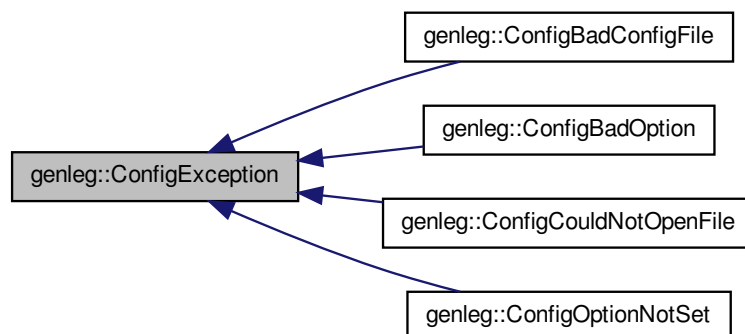 genleg::ConfigBadConfigFile
genleg::ConfigBadOption
genleg::ConfigException
genleg::ConfigCouldNotOpenFile
genleg::ConfigOptionNotSet